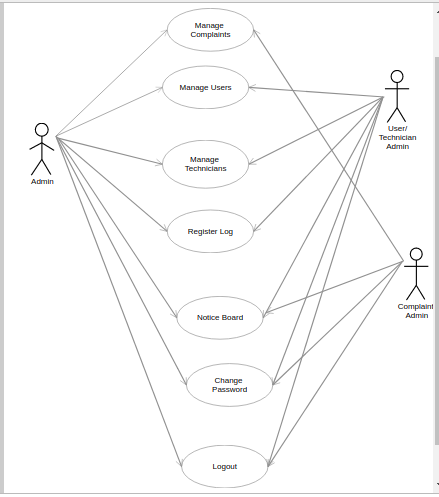 Manage
Complaints
Manage Users
User/
Technician
Admin
Manage
Technicians
Admin
Register Log
Complaint
Admin
Notice Board
Change
Password
Logout